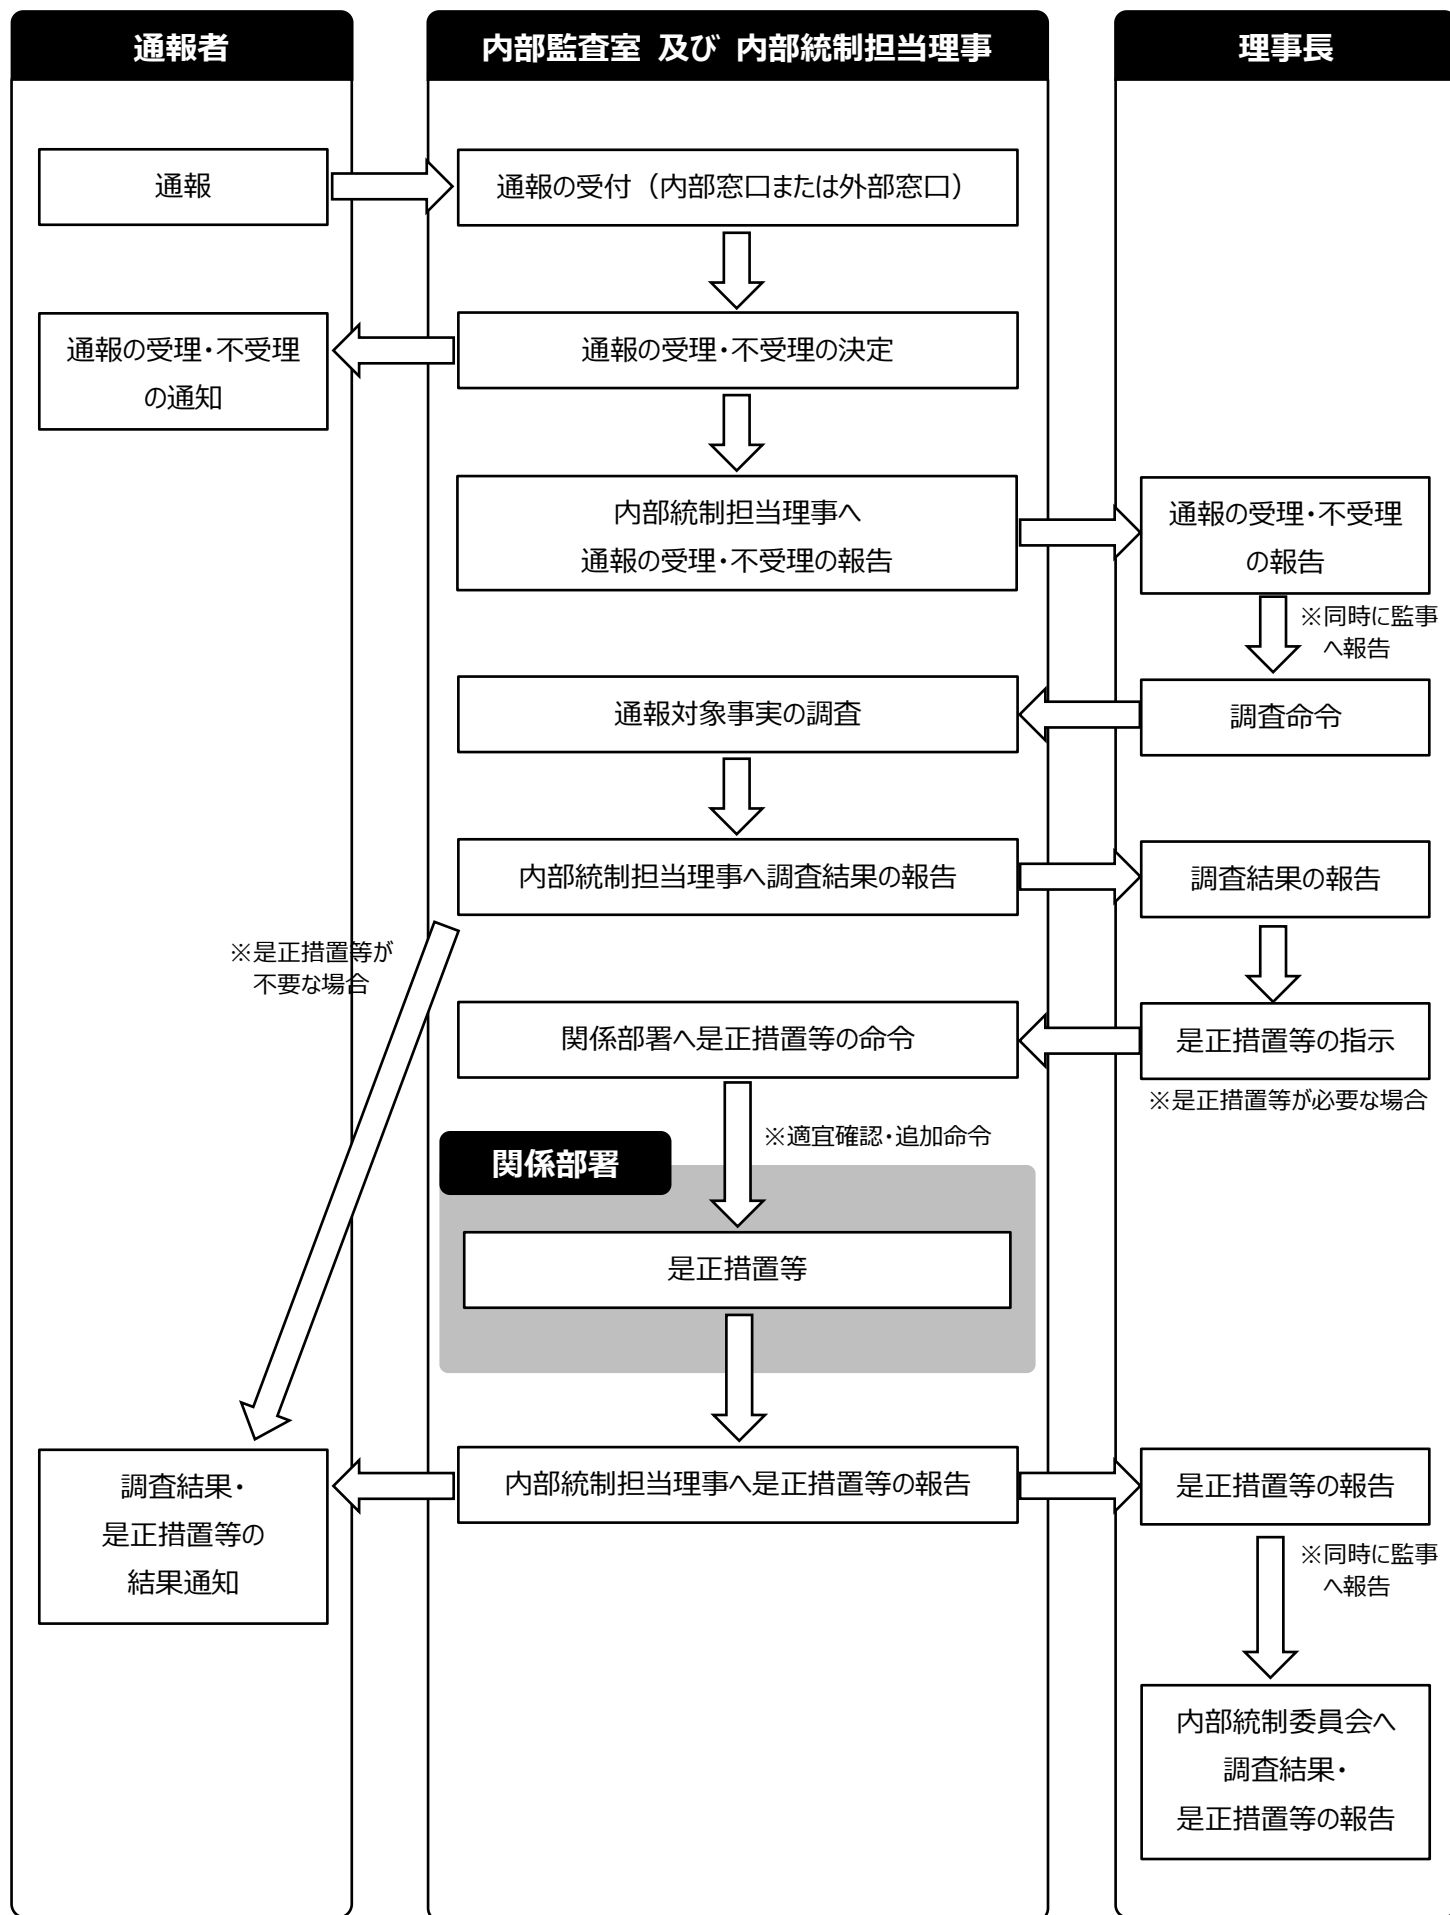 通報者
内部監査室 及び 内部統制担当理事
理事長
通報
通報の受付（内部窓口または外部窓口）
通報の受理・不受理
の通知
通報の受理・不受理の決定
内部統制担当理事へ
通報の受理・不受理の報告
通報の受理・不受理
の報告
※同時に監事
へ報告
通報対象事実の調査
調査命令
内部統制担当理事へ調査結果の報告
調査結果の報告
※是正措置等が
不要な場合
関係部署へ是正措置等の命令
是正措置等の指示
※是正措置等が必要な場合
※適宜確認・追加命令
関係部署
是正措置等
調査結果・
是正措置等の
結果通知
内部統制担当理事へ是正措置等の報告
是正措置等の報告
※同時に監事
へ報告
内部統制委員会へ
調査結果・
是正措置等の報告